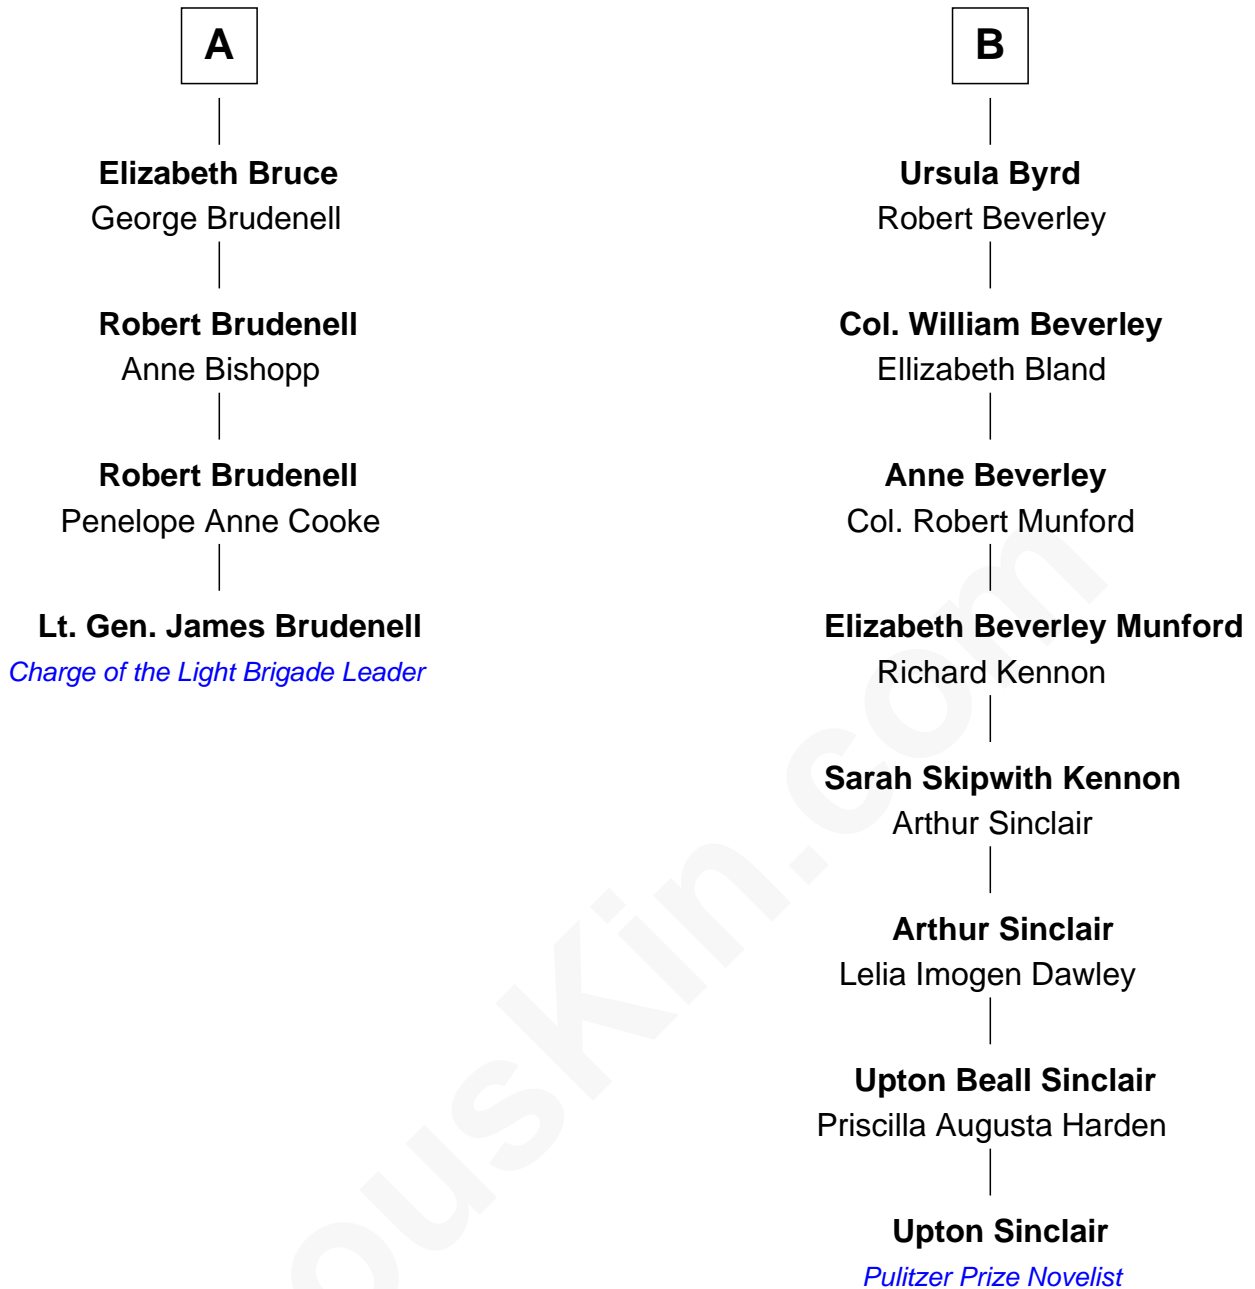 A
Elizabeth Bruce
George Brudenell
Robert Brudenell
Anne Bishopp
Robert Brudenell
Penelope Anne Cooke
Lt. Gen. James Brudenell
Charge of the Light Brigade Leader
B
Ursula Byrd
Robert Beverley
Col. William Beverley
Ellizabeth Bland
Anne Beverley
Col. Robert Munford
Elizabeth Beverley Munford
Richard Kennon
Sarah Skipwith Kennon
Arthur Sinclair
Arthur Sinclair
Lelia Imogen Dawley
Upton Beall Sinclair
Priscilla Augusta Harden
Upton Sinclair
Pulitzer Prize Novelist
ousKin.com